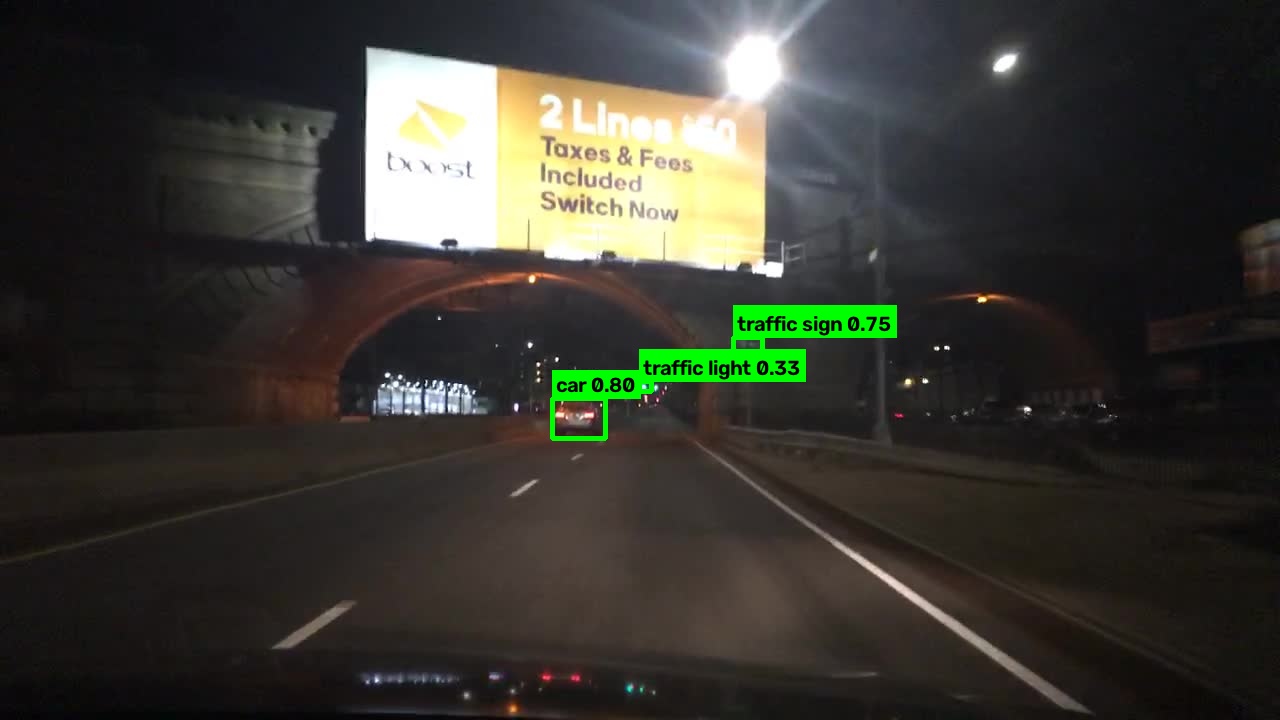 boost
2 Lines $50
Taxes & Fees
Included
Switch Now
traffic sign 0.75
traffic light 0.33
car 0.80